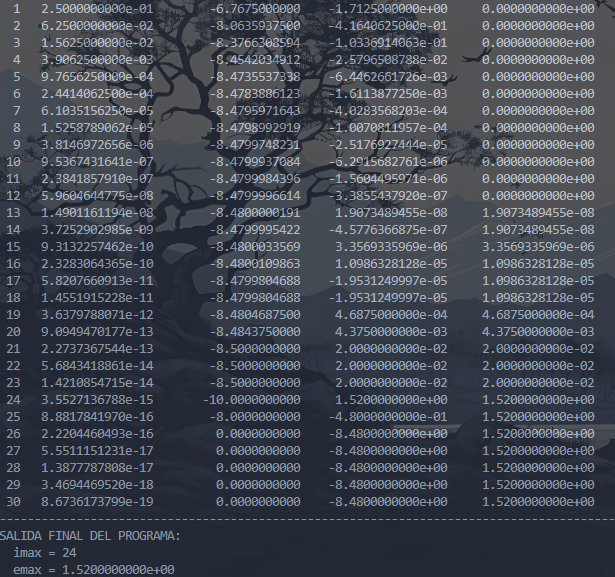 1 2.5000000000e-01 -6.7675000000 -1.7125000000e+00 0.0000000000e+00
2 6.2500000000e-02 -8.0635937500 -4.1640625000e-01 0.0000000000e+00
3 1.5625000000e-02 -8.3766308594 -1.0336914063e-01 0.0000000000e+00
4 3.9062500000e-03 -8.4542034912 -2.5796508788e-02 0.0000000000e+00
5 9.7656250000e-04 -8.4735537338 -6.4462661726e-03 0.0000000000e+00
6 2.4414062500e-04 -8.4783886123 -1.6113877250e-03 0.0000000000e+00
7 6.1035156250e-05 -8.4795971643 -4.0283568203e-04 0.0000000000e+00
8 1.5258789062e-05 -8.4798992919 -1.0070811957e-04 0.0000000000e+00
9 3.8146972656e-06 -8.4799748231 -2.5176927444e-05 0.0000000000e+00
10 9.5367431641e-07 -8.4799937084 -6.2915682761e-06 0.0000000000e+00
11 2.3841857910e-07 -8.4799984396 -1.5604495971e-06 0.0000000000e+00
12 5.9604644775e-08 -8.4799996614 -3.3855437920e-07 0.0000000000e+00
13 1.4901161194e-08 -8.4800000191 1.9073489455e-08 1.9073489455e-08
14 3.7252902985e-09 -8.4799995422 -4.5776366875e-07 1.9073489455e-08
15 9.3132257462e-10 -8.4800033569 3.3569335969e-06 3.3569335969e-06
16 2.3283064365e-10 -8.4800109863 1.0986328128e-05 1.0986328128e-05
17 5.8207660913e-11 -8.4799804688 -1.9531249997e-05 1.0986328128e-05
18 1.4551915228e-11 -8.4799804688 -1.9531249997e-05 1.0986328128e-05
19 3.6379788071e-12 -8.4804687500 4.6875000000e-04 4.6875000000e-04
20 9.0949470177e-13 -8.4843750000 4.3750000000e-03 4.3750000000e-03
21 2.2737367544e-13 -8.5000000000 2.0000000000e-02 2.0000000000e-02
22 5.6843418861e-14 -8.5000000000 2.0000000000e-02 2.0000000000e-02
23 1.4210854715e-14 -8.5000000000 2.0000000000e-02 2.0000000000e-02
24 3.5527136788e-15 -10.0000000000 1.5200000000e+00 1.5200000000e+00
25 8.8817841970e-16 -8.0000000000 -4.8000000000e-01 1.5200000000e+00
26 2.2204460493e-16 0.0000000000 -8.4800000000e+00 1.5200000000e+00
27 5.5511151231e-17 0.0000000000 -8.4800000000e+00 1.5200000000e+00
28 1.3877787808e-17 0.0000000000 -8.4800000000e+00 1.5200000000e+00
29 3.4694469520e-18 0.0000000000 -8.4800000000e+00 1.5200000000e+00
30 8.6736173799e-19 0.0000000000 -8.4800000000e+00 1.5200000000e+00
--------------------------------------------------------------------------------
SALIDA FINAL DEL PROGRAMA:
imax = 24
emax = 1.5200000000e+00